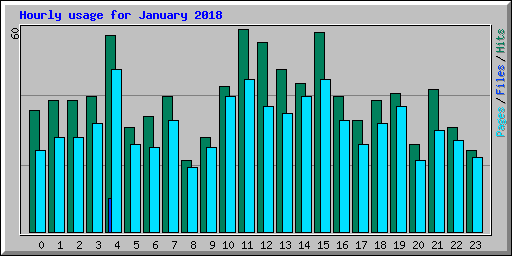 Hourly usage for January 2018
60
Pages/Files/Hits
0 1 2 3 4 5 6 7 8 9 10 11 12 13 14 15 16 17 18 19 20 21 22 23